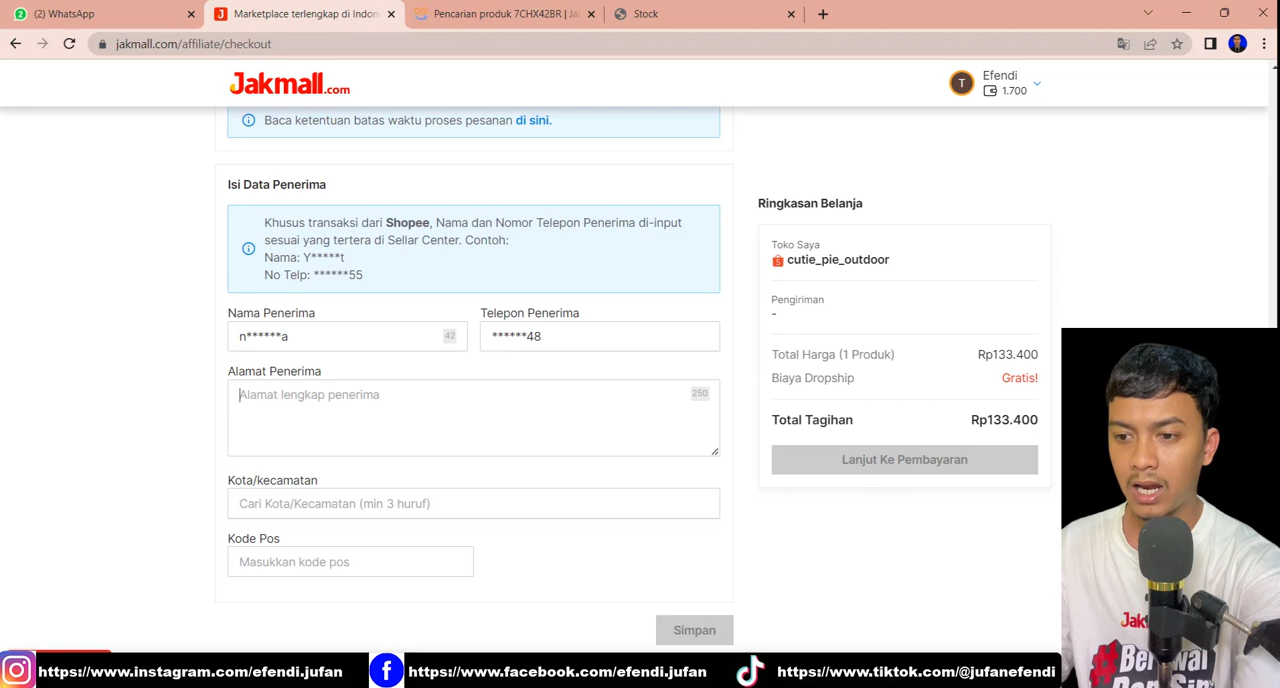 (2) WhatsApp
Marketplace terlengkap di Indon
Pencarian produk 7CHX42BR | Jal
Stock
jakmall.com/affiliate/checkout
Jakmall.com
T
Efendi
1.700
Baca ketentuan batas waktu proses pesanan di sini.
Isi Data Penerima
Khusus transaksi dari Shopee, Nama dan Nomor Telepon Penerima di-input
sesuai yang tertera di Sellar Center. Contoh:
Nama: Y*****t
No Telp: ******55
Nama Penerima
Telepon Penerima
n******a
42
******48
Alamat Penerima
Alamat lengkap penerima
250
Kota/kecamatan
Cari Kota/Kecamatan (min 3 huruf)
Kode Pos
Masukkan kode pos
Simpan
Ringkasan Belanja
Toko Saya
cutie_pie_outdoor
Pengiriman
-
Total Harga (1 Produk) Rp133.400
Biaya Dropship Gratis!
Total Tagihan Rp133.400
Lanjut Ke Pembayaran
https://www.instagram.com/efendi.jufan
https://www.facebook.com/efendi.jufan
https://www.tiktok.com/@jufanefendi